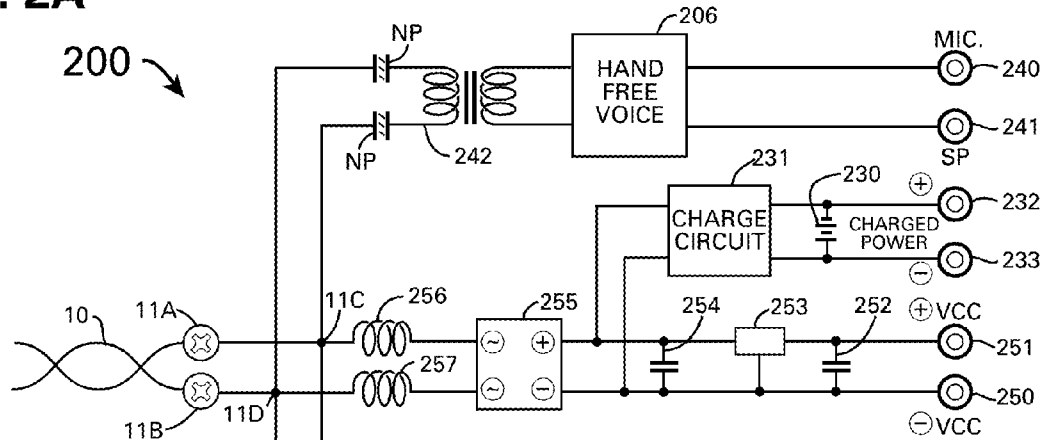 . 2A
200
NP
NP
242
206
HAND
FREE
VOICE
MIC.
240
241
SP
231
CHARGE
CIRCUIT
230
+
CHARGED
POWER
232
233
−
10
11A
11B
11C
11D
256
257
255
~
+
~
−
254
253
252
+ VCC
251
250
− VCC